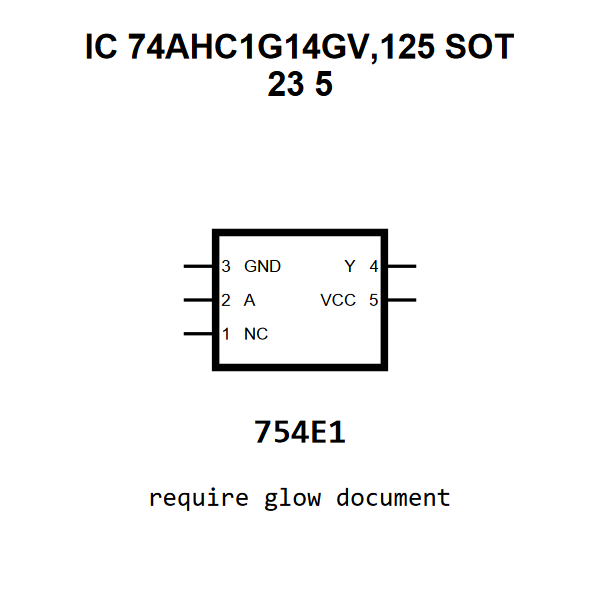 IC 74AHC1G14GV,125 SOT
23 5
3 GND Y 4
2 A VCC 5
1 NC
754E1
require glow document